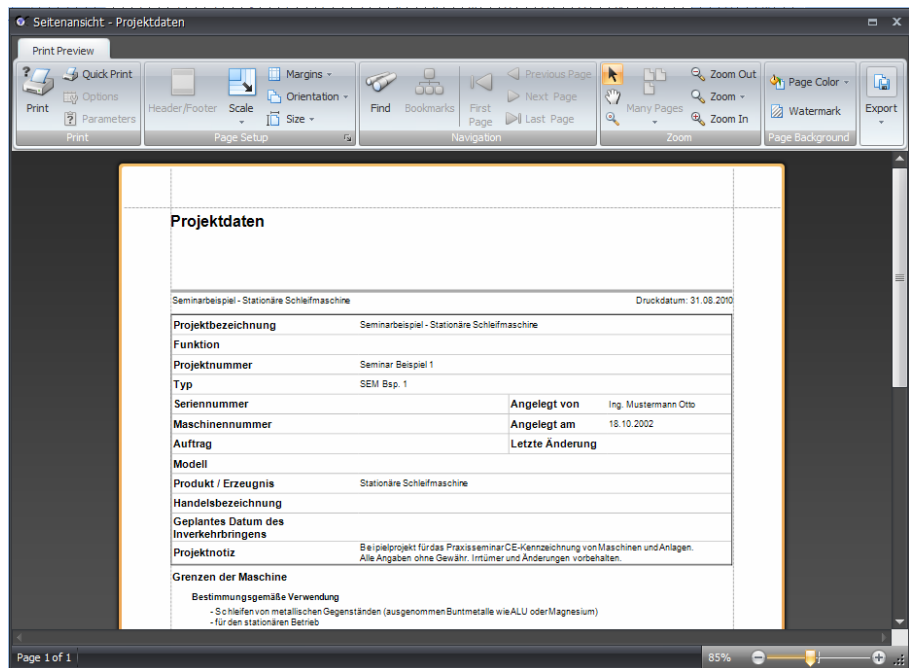 Seitenansicht - Projektdaten
Print Preview
Print
Quick Print
Options
Parameters
Print
Header/Footer
Scale
Margins
Orientation
Size
Page Setup
Find
Bookmarks
First Page
Previous Page
Next Page
Last Page
Navigation
Many Pages
Zoom Out
Zoom
Zoom In
Zoom
Page Color
Watermark
Page Background
Export
Projektdaten
Seminarbeispiel - Stationäre Schleifmaschine Druckdatum: 31.08.2010
Projektbezeichnung Seminarbeispiel - Stationäre Schleifmaschine
Funktion
Projektnummer Seminar Beispiel 1
Typ SEM Bsp. 1
Seriennummer Angelegt von Ing. Mustermann Otto
Maschinennummer Angelegt am 18.10.2002
Auftrag Letzte Änderung
Modell
Produkt / Erzeugnis Stationäre Schleifmaschine
Handelsbezeichnung
Geplantes Datum des
Inverkehrbringens
Projektnotiz Beipielprojekt für das Praxisseminar CE-Kennzeichnung von Maschinen und Anlagen.
Alle Angaben ohne Gewähr. Irrtümer und Änderungen vorbehalten.
Grenzen der Maschine
Bestimmungsgemäße Verwendung
- Schleifen von metallischen Gegenständen (ausgenommen Buntmetalle wie ALU oder Magnesium)
- für den stationären Betrieb
Page 1 of 1 85%